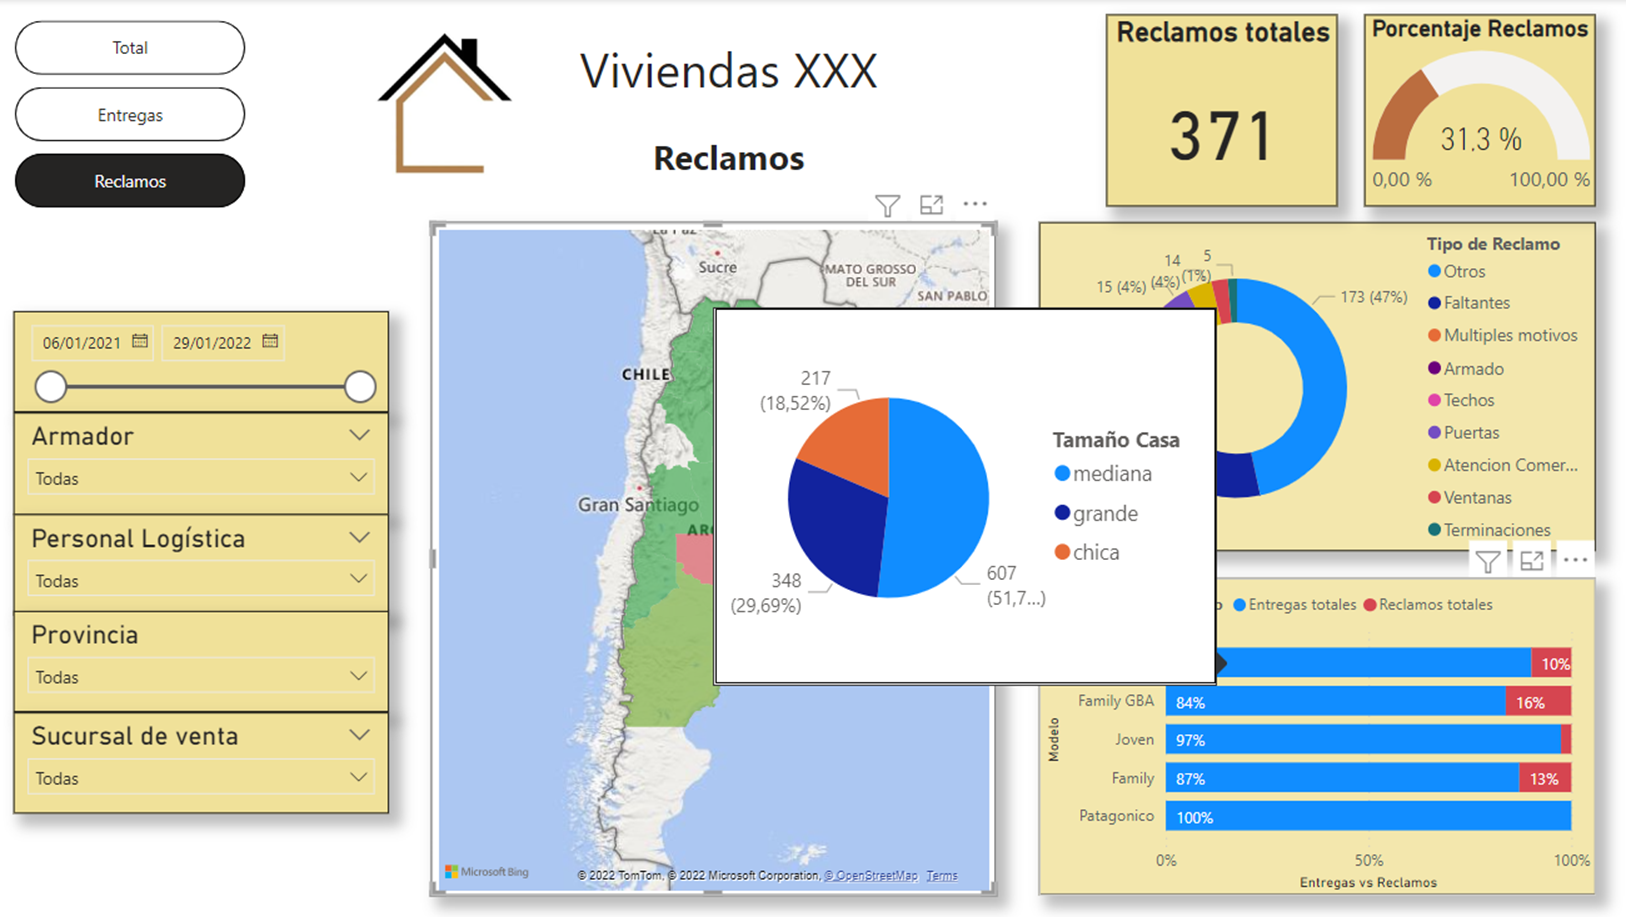 Total
Entregas
Reclamos
Viviendas XXX
Reclamos
Reclamos totales
371
Porcentaje Reclamos
31,3 %
0,00 %
100,00 %
06/01/2021
29/01/2022
Armador
Todas
Personal Logística
Todas
Provincia
Todas
Sucursal de venta
Todas
Sucre
MATO GROSSO
DEL SUR
SAN PABLO
CHILE
Gran Santiago
Microsoft Bing
© 2022 TomTom, © 2022 Microsoft Corporation, © OpenStreetMap Terms
217
(18,52%)
348
(29,69%)
607
(51,7...)
Tamaño Casa
mediana
grande
chica
14
(4%)
5
(1%)
15 (4%)
173 (47%)
Tipo de Reclamo
Otros
Faltantes
Multiples motivos
Armado
Techos
Puertas
Atencion Comer...
Ventanas
Terminaciones
Entregas totales
Reclamos totales
10%
Family GBA
84%
16%
Joven
97%
Family
87%
13%
Patagonico
100%
Modelo
0%
50%
100%
Entregas vs Reclamos